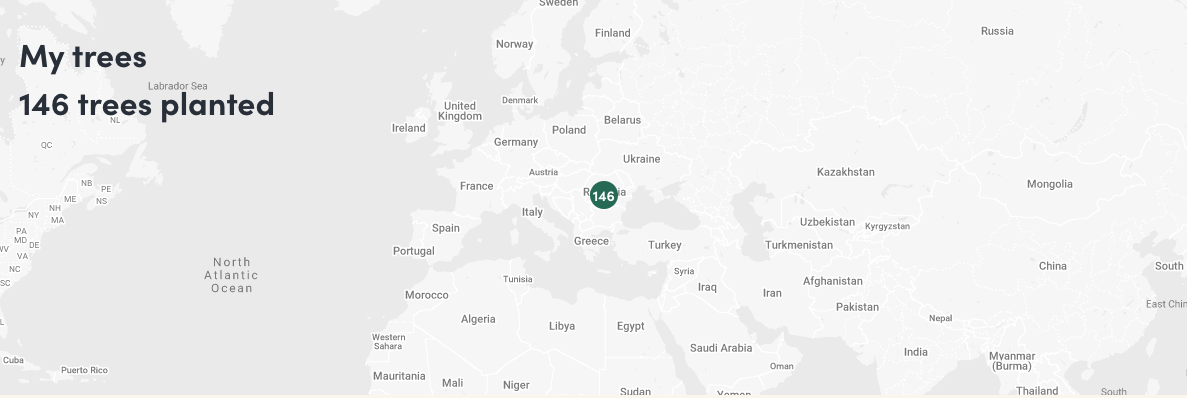 My trees
146 trees planted
Sweden
Norway
Finland
Russia
Labrador Sea
NL
QC
United
Kingdom
Denmark
Ireland
Belarus
Poland
Germany
Ukraine
Austria
France
146
Kazakhstan
Mongolia
NB
PE
ME
NS
NH
NY
MA
Italy
Spain
Portugal
Greece
Turkey
Uzbekistan
Kyrgyzstan
Turkmenistan
PA
MD
DE
VA
NC
SC
North
Atlantic
Ocean
Tunisia
Syria
Iraq
Iran
Afghanistan
Pakistan
China
South
Morocco
Algeria
Libya
Egypt
Nepal
East Chin
Western
Sahara
Saudi Arabia
Oman
India
Myanmar
(Burma)
Cuba
Puerto Rico
Mauritania
Mali
Niger
Sudan
Yemen
Thailand
South